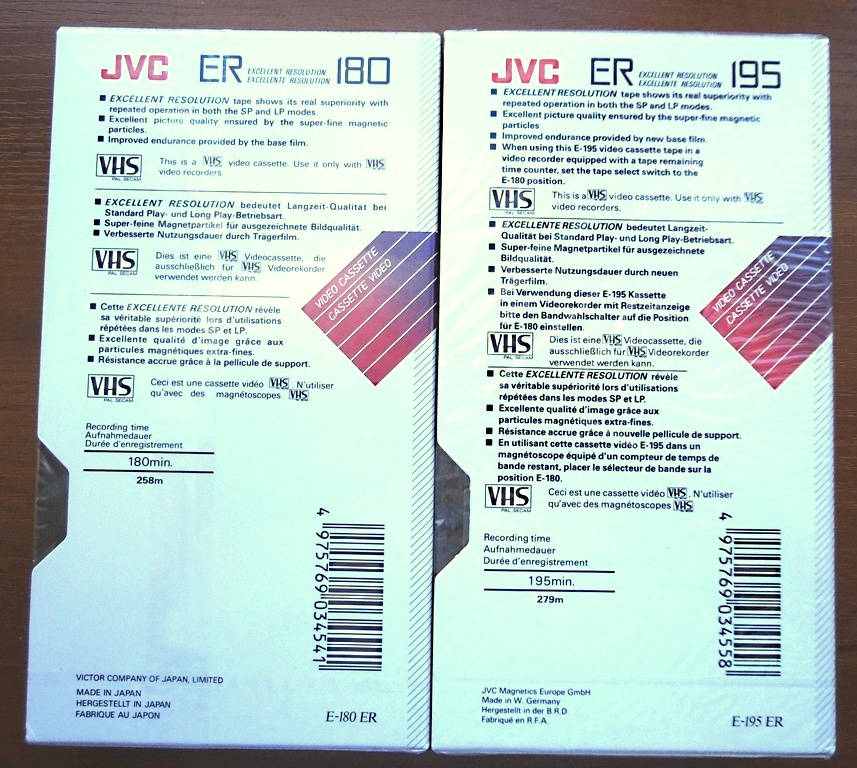 JVC ER EXCELLENT RESOLUTION 180
EXCELLENTE RESOLUTION
■ EXCELLENT RESOLUTION tape shows its real superiority with
repeated operation in both the SP and LP modes.
■ Excellent picture quality ensured by the super-fine magnetic
particles.
■ Improved endurance provided by the base film.
VHS This is a VHS video cassette. Use it only with VHS
PAL SECAM video recorders.
■ EXCELLENT RESOLUTION bedeutet Langzeit-Qualität bei
Standard Play- und Long Play-Betriebsart.
■ Super-feine Magnetpartikel für ausgezeichnete Bildqualität.
■ Verbesserte Nutzungsdauer durch Trägerfilm.
VHS Dies ist eine VHS Videocassette, die
PAL SECAM ausschließlich für VHS Videorekorder
verwendet werden kann.
VIDEO CASSETTE
CASSETTE VIDEO
■ Cette EXCELLENTE RESOLUTION révèle
sa véritable supériorité lors d'utilisations
répétées dans les modes SP et LP.
■ Excellente qualité d'image grâce aux
particules magnétiques extra-fines.
■ Résistance accrue grâce à la pellicule de support.
VHS Ceci est une cassette vidéo VHS. N'utiliser
PAL SECAM qu'avec des magnétoscopes VHS
Recording time
Aufnahmedauer
Durée d'enregistrement
180min.
258m
4 975769 034541
VICTOR COMPANY OF JAPAN, LIMITED
MADE IN JAPAN
HERGESTELLT IN JAPAN
FABRIQUE AU JAPON
E-180 ER
JVC ER EXCELLENT RESOLUTION 195
EXCELLENTE RESOLUTION
■ EXCELLENT RESOLUTION tape shows its real superiority with
repeated operation in both the SP and LP modes.
■ Excellent picture quality ensured by the super-fine magnetic
particles
■ Improved endurance provided by new base film.
■ When using this E-195 video cassette tape in a
video recorder equipped with a tape remaining
time counter, set the tape select switch to the
E-180 position.
VHS This is a VHS video cassette. Use it only with VHS
PAL SECAM video recorders.
■ EXCELLENTE RESOLUTION bedeutet Langzeit-
Qualität bei Standard Play- und Long Play-Betriebsart.
■ Super-feine Magnetpartikel für ausgezeichnete
Bildqualität.
■ Verbesserte Nutzungsdauer durch neuen
Trägerfilm.
■ Bei Verwendung dieser E-195 Kassette
in einem Videorekorder mit Restzeitanzeige
bitte den Bandwahlschalter auf die Position
für E-180 einstellen.
VHS Dies ist eine VHS Videocassette, die
PAL SECAM ausschließlich für VHS Videorekorder
verwendet werden kann.
VIDEO CASSETTE
CASSETTE VIDEO
■ Cette EXCELLENTE RESOLUTION révèle
sa véritable supériorité lors d'utilisations
répétées dans les modes SP et LP.
■ Excellente qualité d'image grâce aux
particules magnétiques extra-fines.
■ Résistance accrue grâce à nouvelle pellicule de support.
■ En utilisant cette cassette vidéo E-195 dans un
magnétoscope équipé d'un compteur de temps de
bande restant, placer le sélecteur de bande sur la
position E-180.
VHS Ceci est une cassette vidéo VHS. N'utiliser
PAL SECAM qu'avec des magnétoscopes VHS
Recording time
Aufnahmedauer
Durée d'enregistrement
195min.
279m
4 975769 034558
JVC Magnetics Europe GmbH
Made in W. Germany
Hergestellt in der B.R.D.
Fabriqué en R.F.A.
E-195 ER